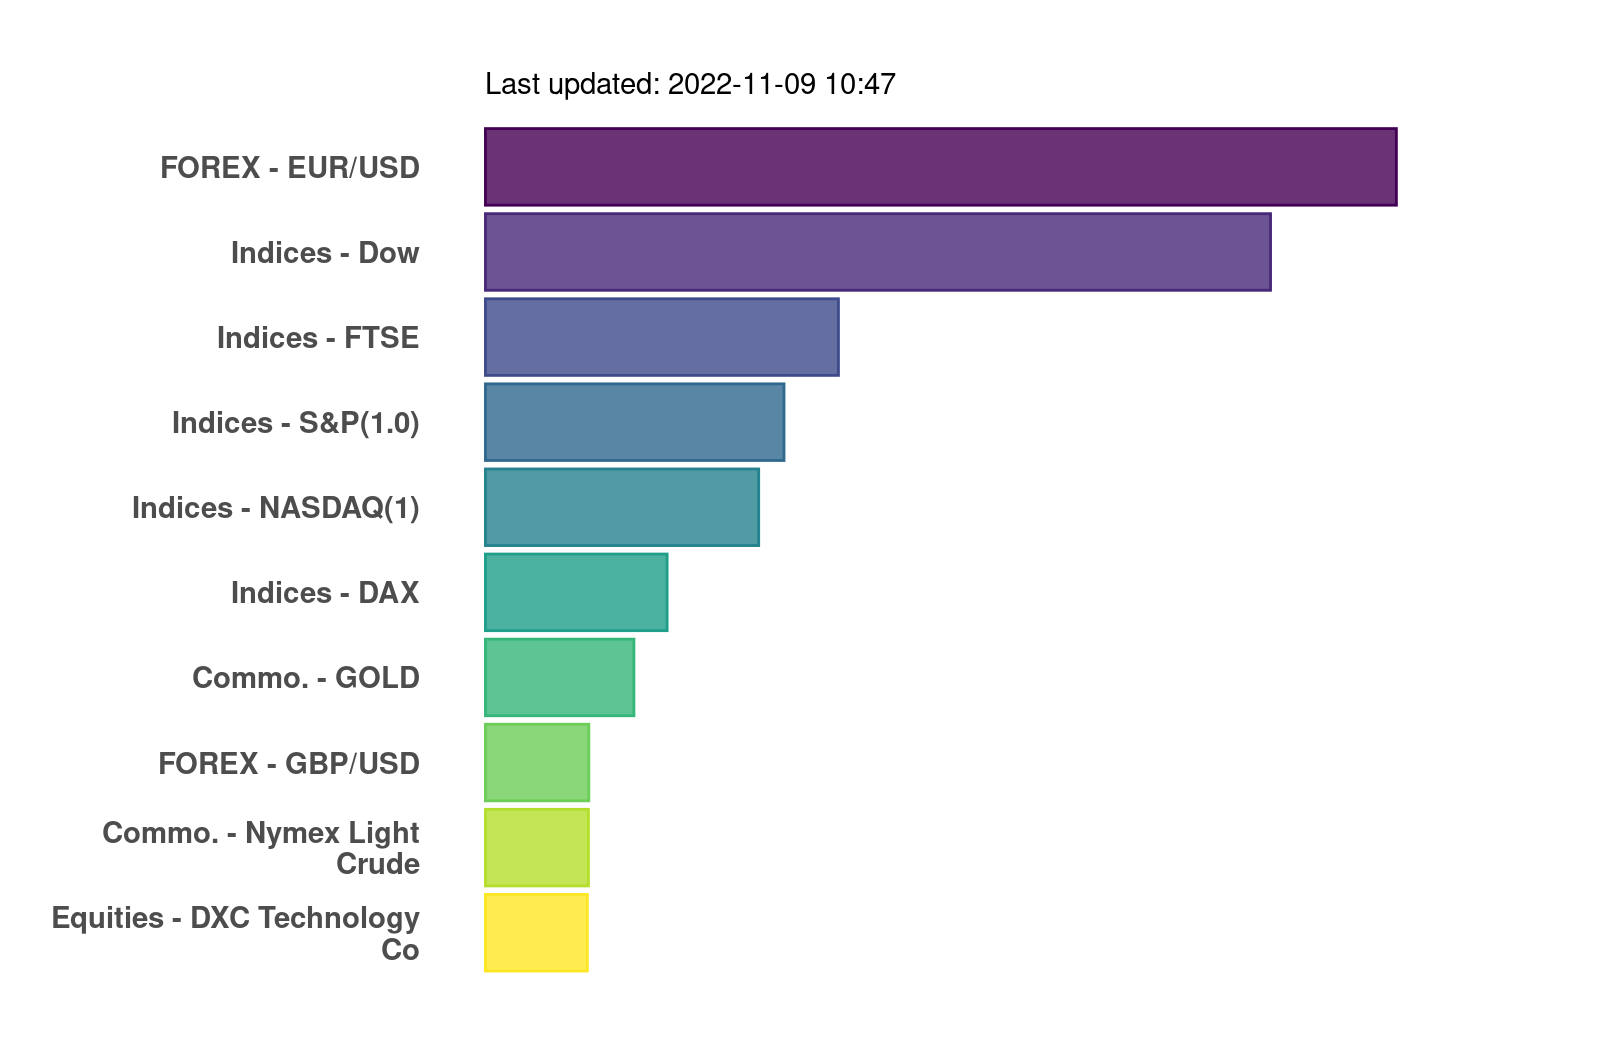 Last updated: 2022-11-09 10:47
FOREX - EUR/USD
Indices - Dow
Indices - FTSE
Indices - S&P(1.0)
Indices - NASDAQ(1)
Indices - DAX
Commo. - GOLD
FOREX - GBP/USD
Commo. - Nymex Light
Crude
Equities - DXC Technology
Co